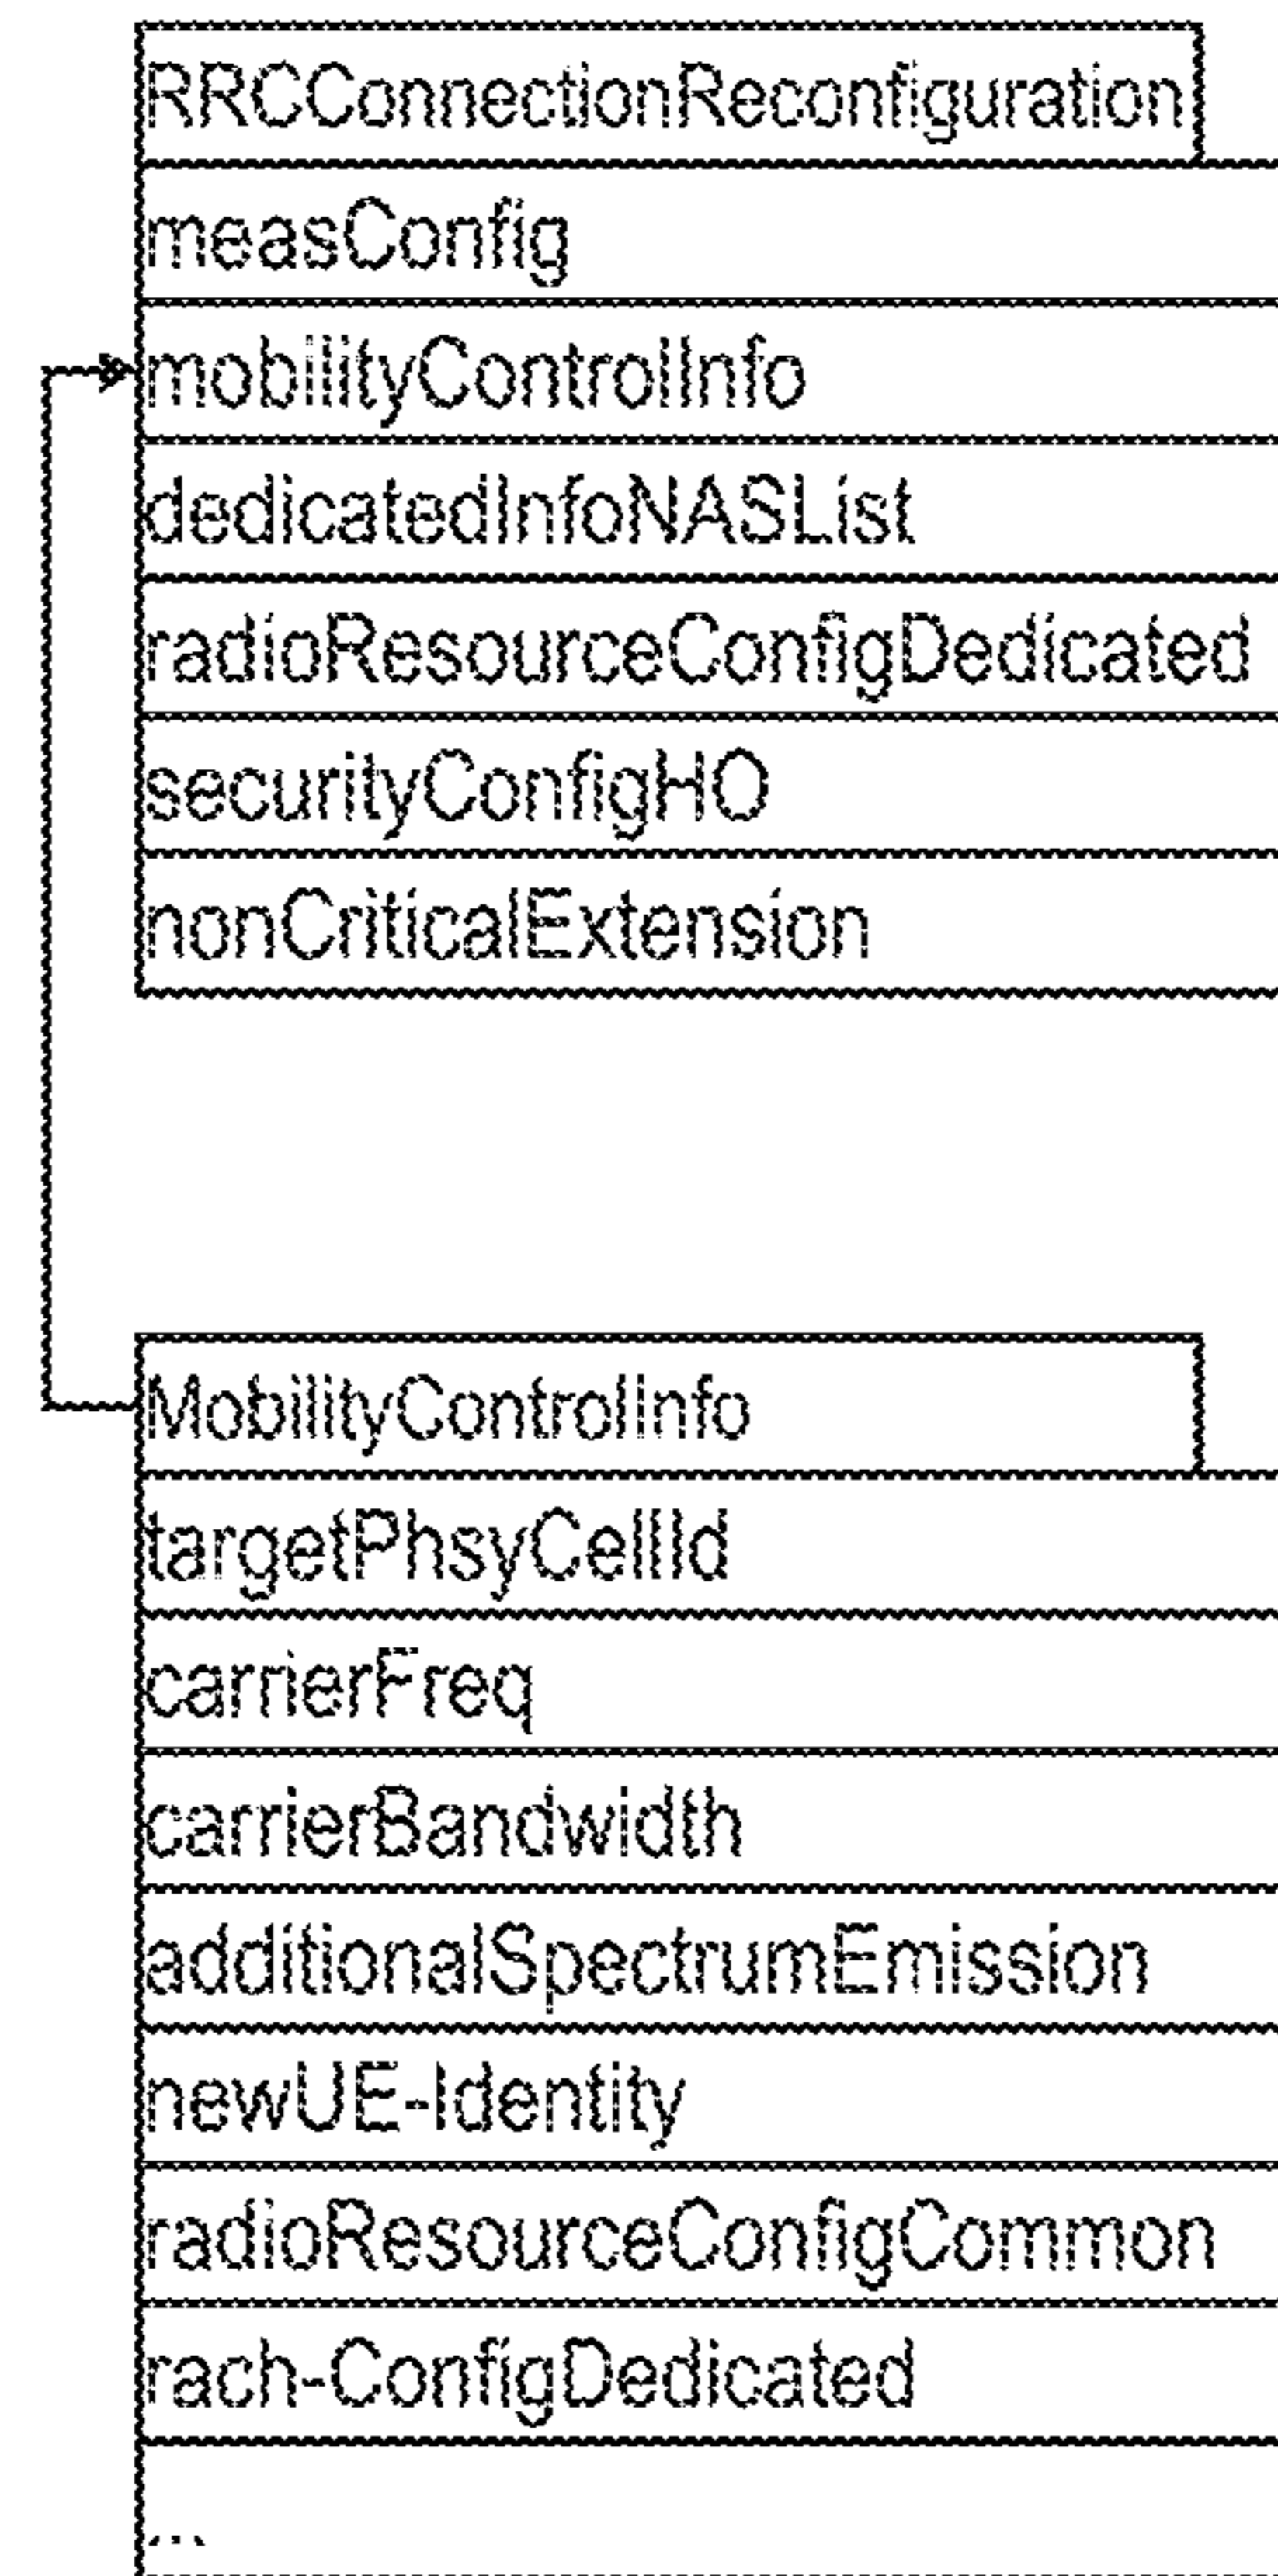 RRCConnectionReconfiguration
measConfig
mobilityControlInfo
dedicatedInfoNASList
radioResourceConfigDedicated
securityConfigHO
nonCriticalExtension
MobilityControlInfo
targetPhsyCellId
carrierFreq
carrierBandwidth
additionalSpectrumEmission
newUE-Identity
radioResourceConfigCommon
rach-ConfigDedicated
...